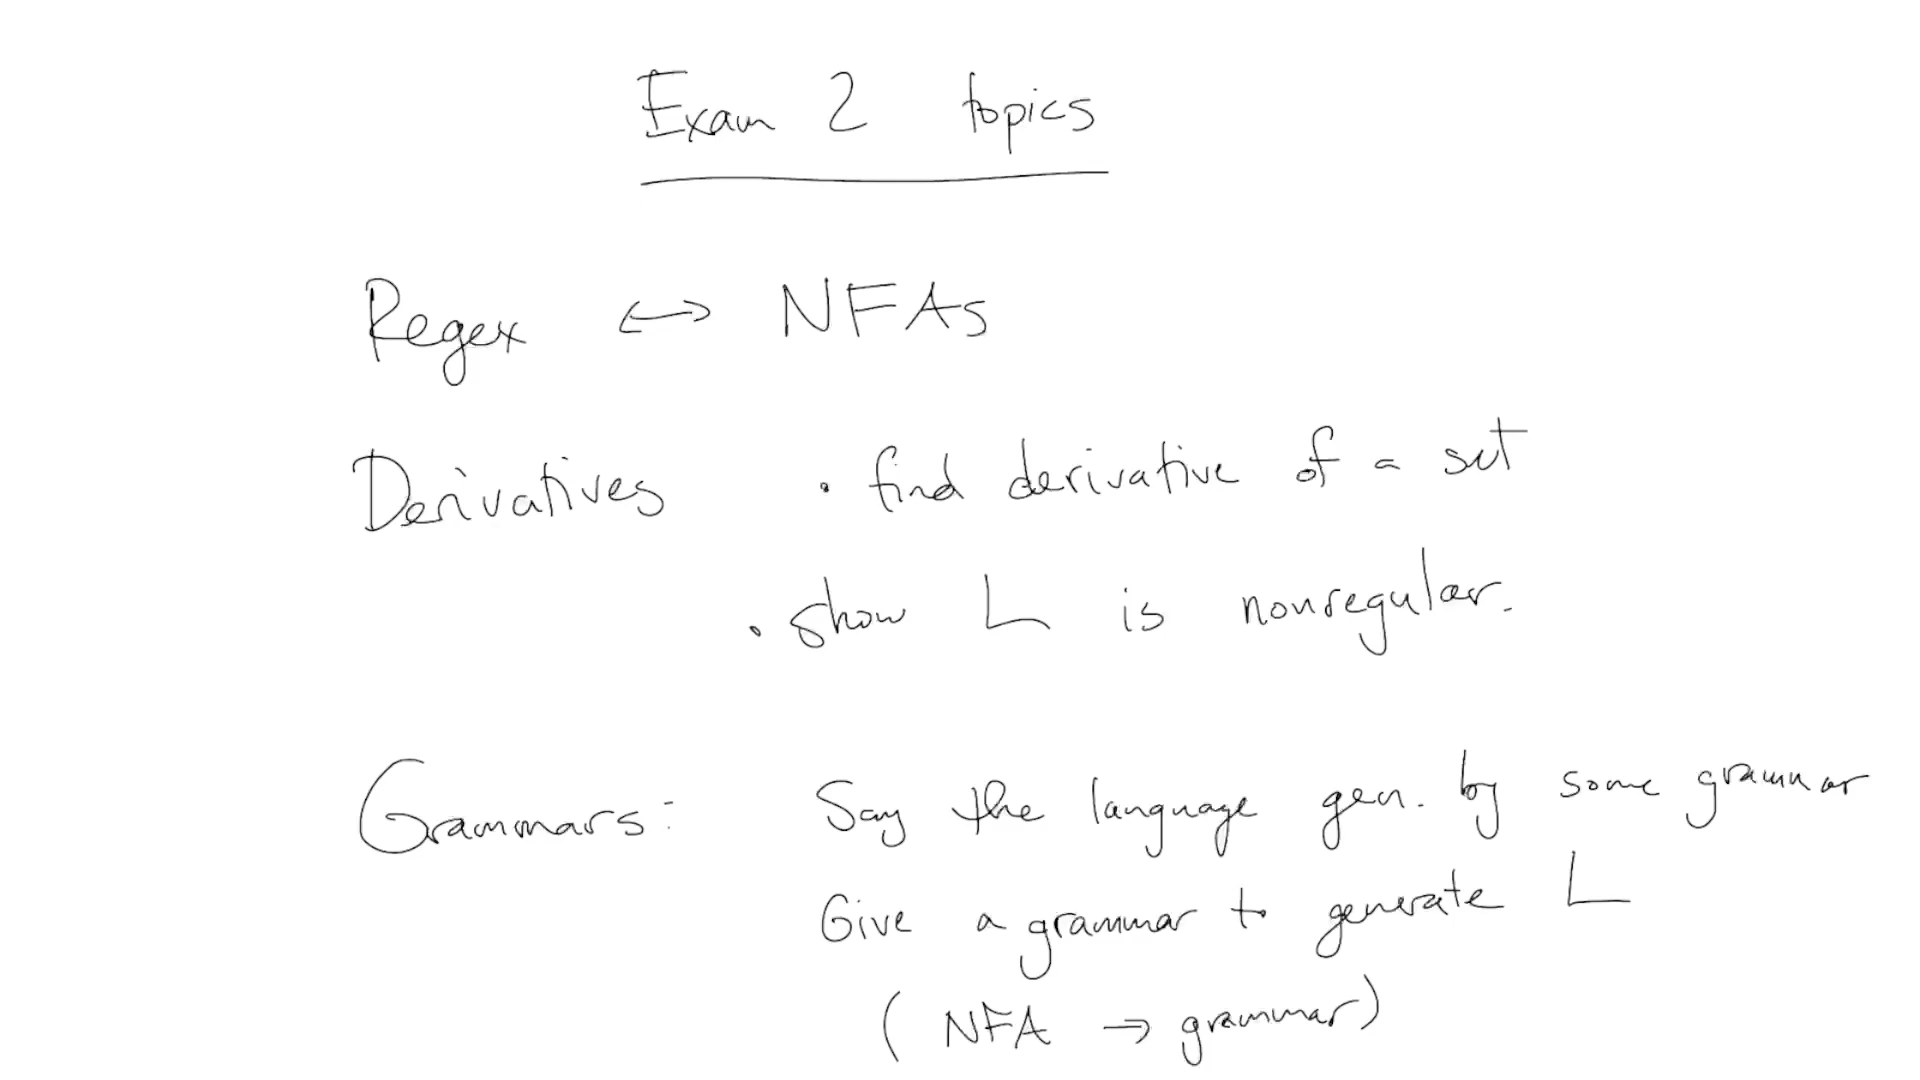 Exam 2 topics
Regex ↔ NFAs
Derivatives • find derivative of a set
• show L is nonregular.
Grammars: Say the language gen. by some grammar
Give a grammar to generate L
(NFA → grammar)